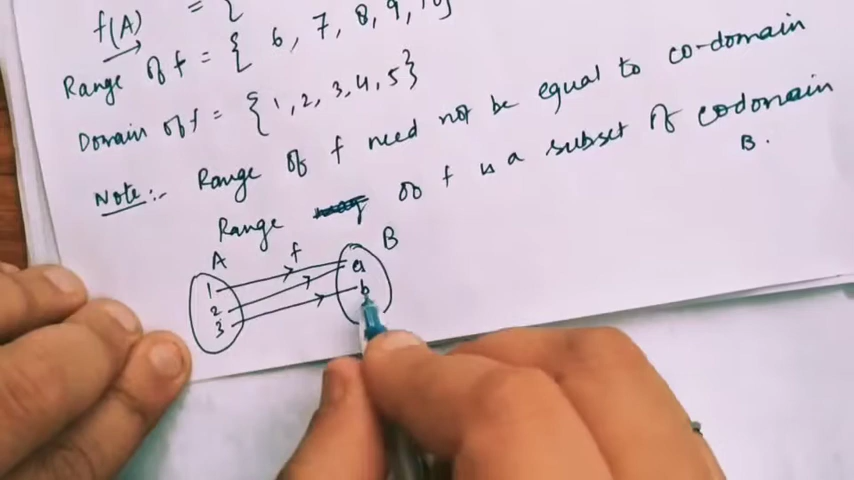 f(A) = {
Range of f = { 6, 7, 8, 9, 10}
Domain of f = { 1, 2, 3, 4, 5}
Note:- Range of f need not be equal to co-domain
Range of f is a subset of codomain
B.
A f B
1 a
2 b
3